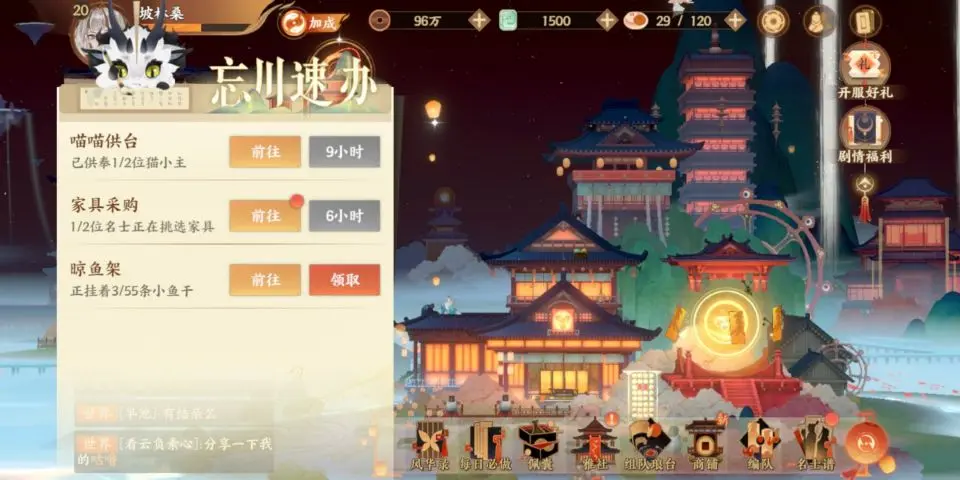 20
坡林桑
加成
96万
1500
29 / 120
忘川速办
喵喵供台
已供奉1/2位猫小主
前往
9小时
家具采购
1/2位名士正在挑选家具
前往
6小时
晾鱼架
正挂着3/55条小鱼干
前往
领取
礼
开服好礼
剧情福利
世界
世界 [看云负素心]:分享一下我
的
风华录
每日必做
佩囊
雅社
组队琅台
新
商铺
编队
名士谱